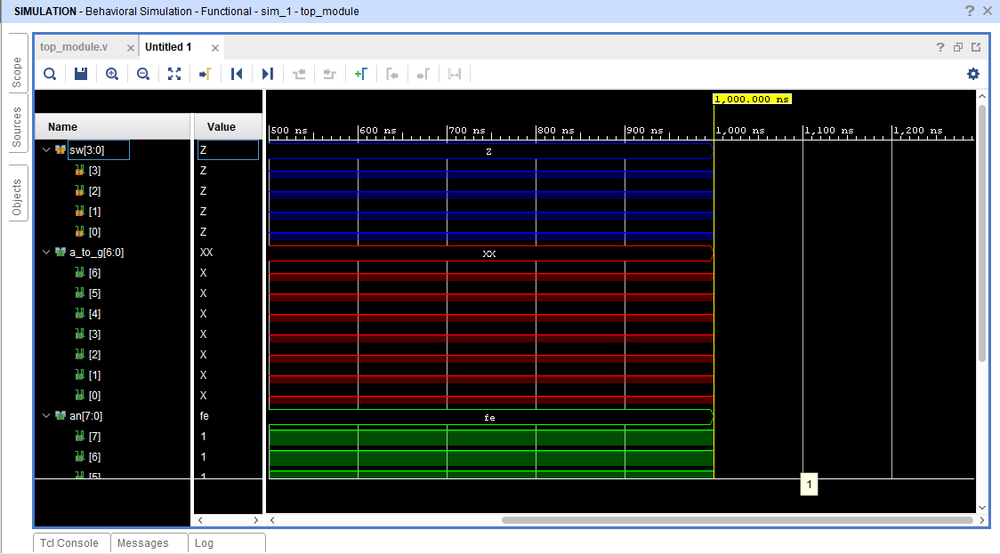 SIMULATION - Behavioral Simulation - Functional - sim_1 - top_module
Scope
Sources
Objects
top_module.v
Untitled 1
1,000.000 ns
Name Value
500 ns 600 ns 700 ns 800 ns 900 ns 1,000 ns 1,100 ns 1,200 ns
sw[3:0] Z Z
[3] Z
[2] Z
[1] Z
[0] Z
a_to_g[6:0] XX XX
[6] X
[5] X
[4] X
[3] X
[2] X
[1] X
[0] X
an[7:0] fe fe
[7] 1
[6] 1
[5] 1
1
Tcl Console Messages Log